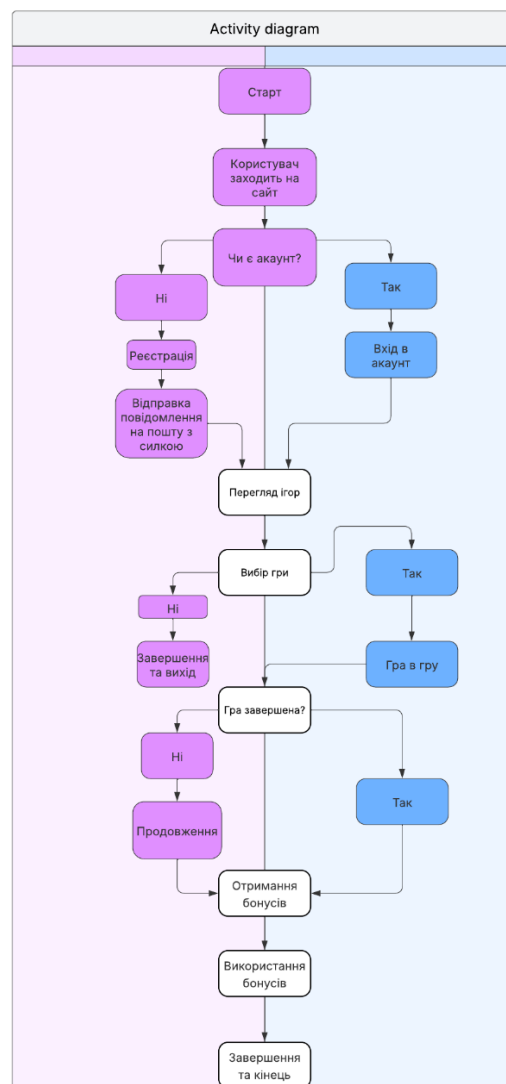 Activity diagram
Старт
Користувач
заходить на
сайт
Чи є акаунт?
Ні
Так
Реєстрація
Вхід в
акаунт
Відправка
повідомлення
на пошту з
силкою
Перегляд ігор
Вибір гри
Так
Ні
Завершення
та вихід
Гра в гру
Гра завершена?
Ні
Так
Продовження
Отримання
бонусів
Використання
бонусів
Завершення
та кінець